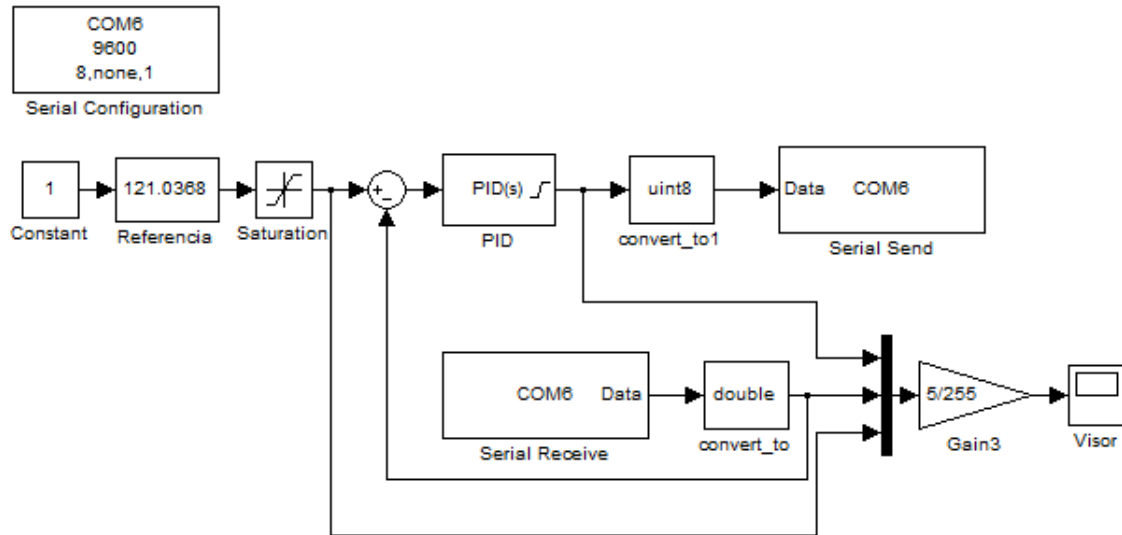 COM6
9600
8,none,1
Serial Configuration
1
Constant
121.0368
Referencia
Saturation
+
−
PID(s)
PID
uint8
convert_to1
Data COM6
Serial Send
COM6 Data
Serial Receive
double
convert_to
5/255
Gain3
Visor